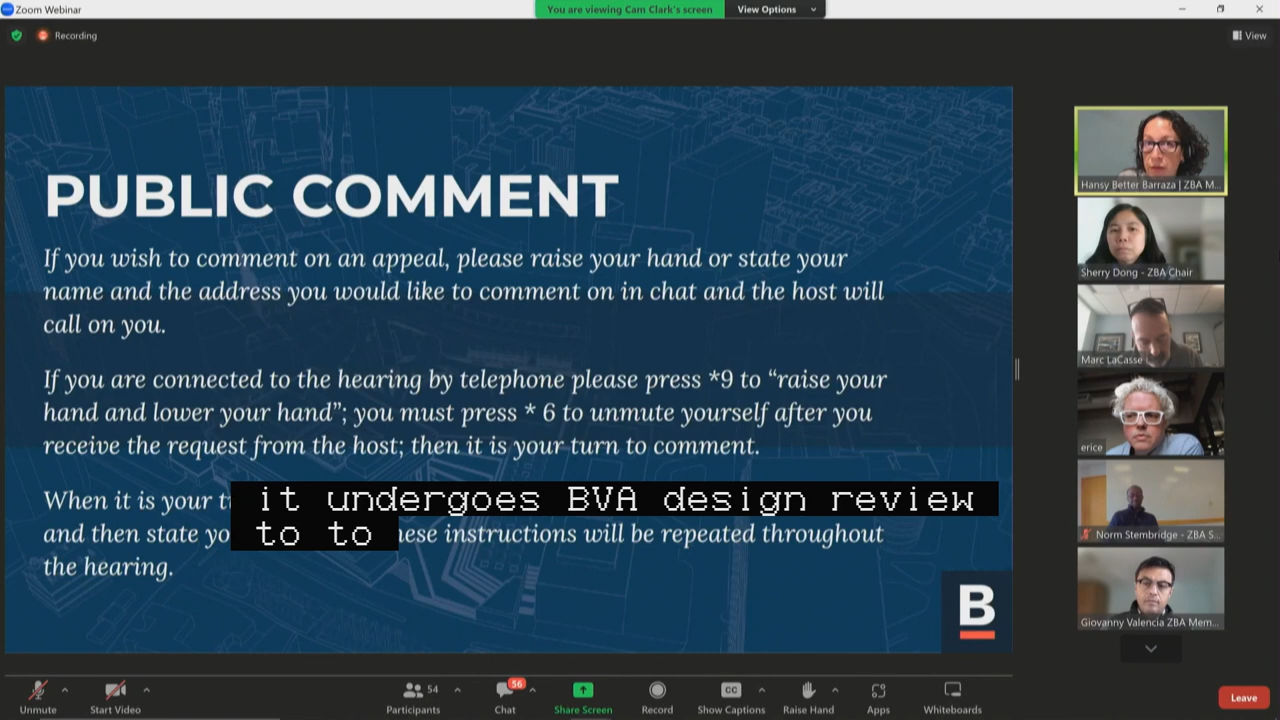 Zoom Webinar
You are viewing Cam Clark's screen
View Options
Recording
View
PUBLIC COMMENT
If you wish to comment on an appeal, please raise your hand or state your
name and the address you would like to comment on in chat and the host will
call on you.
If you are connected to the hearing by telephone please press *9 to “raise your
hand and lower your hand”; you must press * 6 to unmute yourself after you
receive the request from the host; then it is your turn to comment.
When it is your
and then state hese instructions will be repeated throughout
the hearing.
it undergoes BVA design review
to to
B
Hansy Better Barraza | ZBA M...
Sherry Dong - ZBA Chair
Marc LaCasse
erice
Norm Stembridge - ZBA S...
Giovanny Valencia ZBA Mem...
Unmute
Start Video
54
Participants
56
Chat
Share Screen
Record
CC
Show Captions
Raise Hand
Apps
Whiteboards
Leave